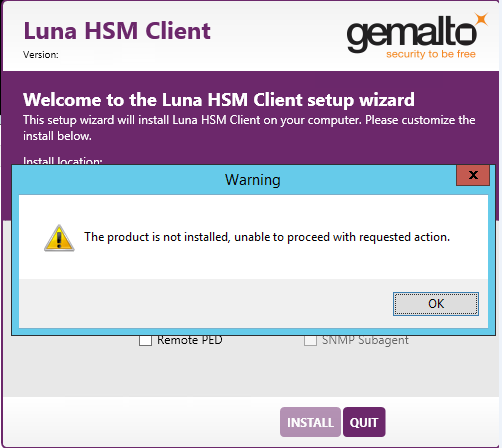 Luna HSM Client
gemalto
security to be free
Version:
Welcome to the Luna HSM Client setup wizard
This setup wizard will install Luna HSM Client on your computer. Please customize the
install below.
Install location:
Warning
x
The product is not installed, unable to proceed with requested action.
OK
Remote PED
SNMP Subagent
INSTALL
QUIT